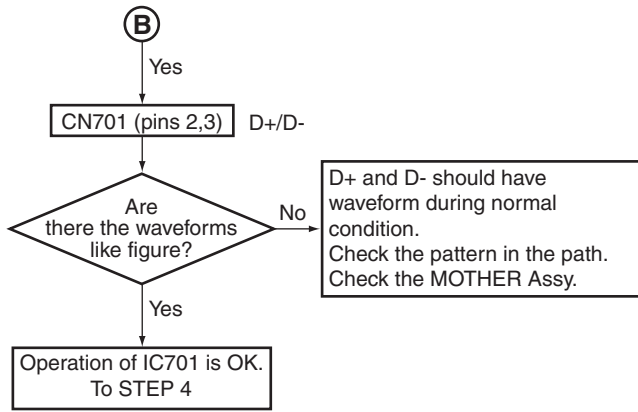 B
Yes
CN701 (pins 2,3) D+/D-
Are
there the waveforms
like figure?
No
D+ and D- should have
waveform during normal
condition.
Check the pattern in the path.
Check the MOTHER Assy.
Yes
Operation of IC701 is OK.
To STEP 4